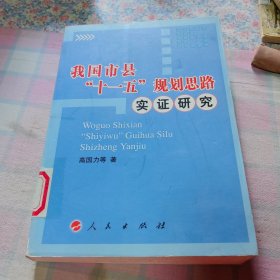 我国市县
“十一五”规划思路
实证研究
Woguo Shixian
“Shiyiwu” Guihua Silu
Shizheng Yanjiu
高国力等 著
人民出版社